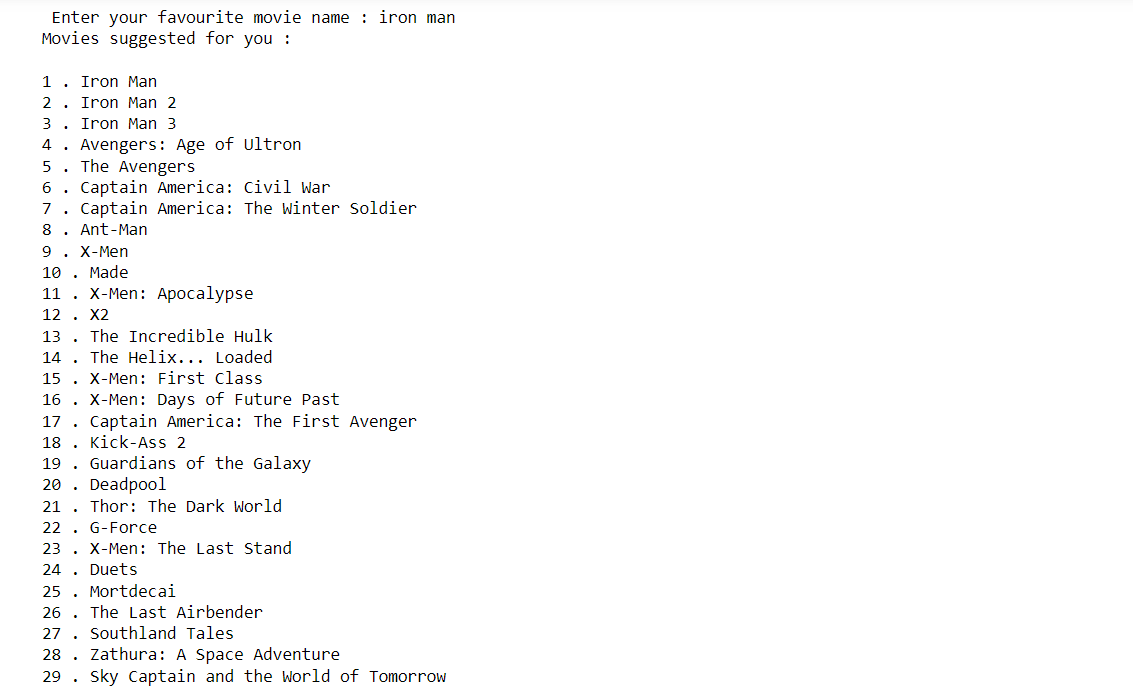 Enter your favourite movie name : iron man
Movies suggested for you :
1 . Iron Man
2 . Iron Man 2
3 . Iron Man 3
4 . Avengers: Age of Ultron
5 . The Avengers
6 . Captain America: Civil War
7 . Captain America: The Winter Soldier
8 . Ant-Man
9 . X-Men
10 . Made
11 . X-Men: Apocalypse
12 . X2
13 . The Incredible Hulk
14 . The Helix... Loaded
15 . X-Men: First Class
16 . X-Men: Days of Future Past
17 . Captain America: The First Avenger
18 . Kick-Ass 2
19 . Guardians of the Galaxy
20 . Deadpool
21 . Thor: The Dark World
22 . G-Force
23 . X-Men: The Last Stand
24 . Duets
25 . Mortdecai
26 . The Last Airbender
27 . Southland Tales
28 . Zathura: A Space Adventure
29 . Sky Captain and the World of Tomorrow